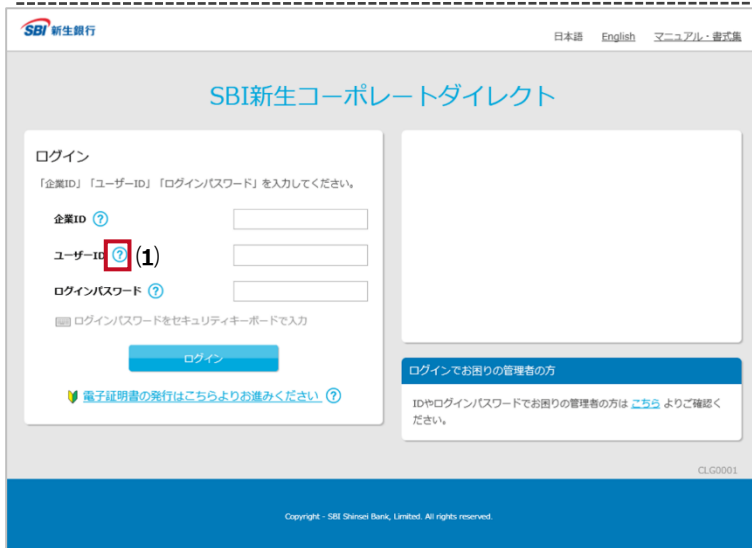 SBI 新生銀行
日本語 English マニュアル・書式集
SBI新生コーポレートダイレクト
ログイン
「企業ID」「ユーザーID」「ログインパスワード」を入力してください。
企業ID ?
ユーザーID ? (1)
ログインパスワード ?
ログインパスワードをセキュリティキーボードで入力
ログイン
電子証明書の発行はこちらよりお進みください ?
ログインでお困りの管理者の方
IDやログインパスワードでお困りの管理者の方は こちら よりご確認く
ださい。
CLG0001
Copyright - SBI Shinsei Bank, Limited. All rights reserved.